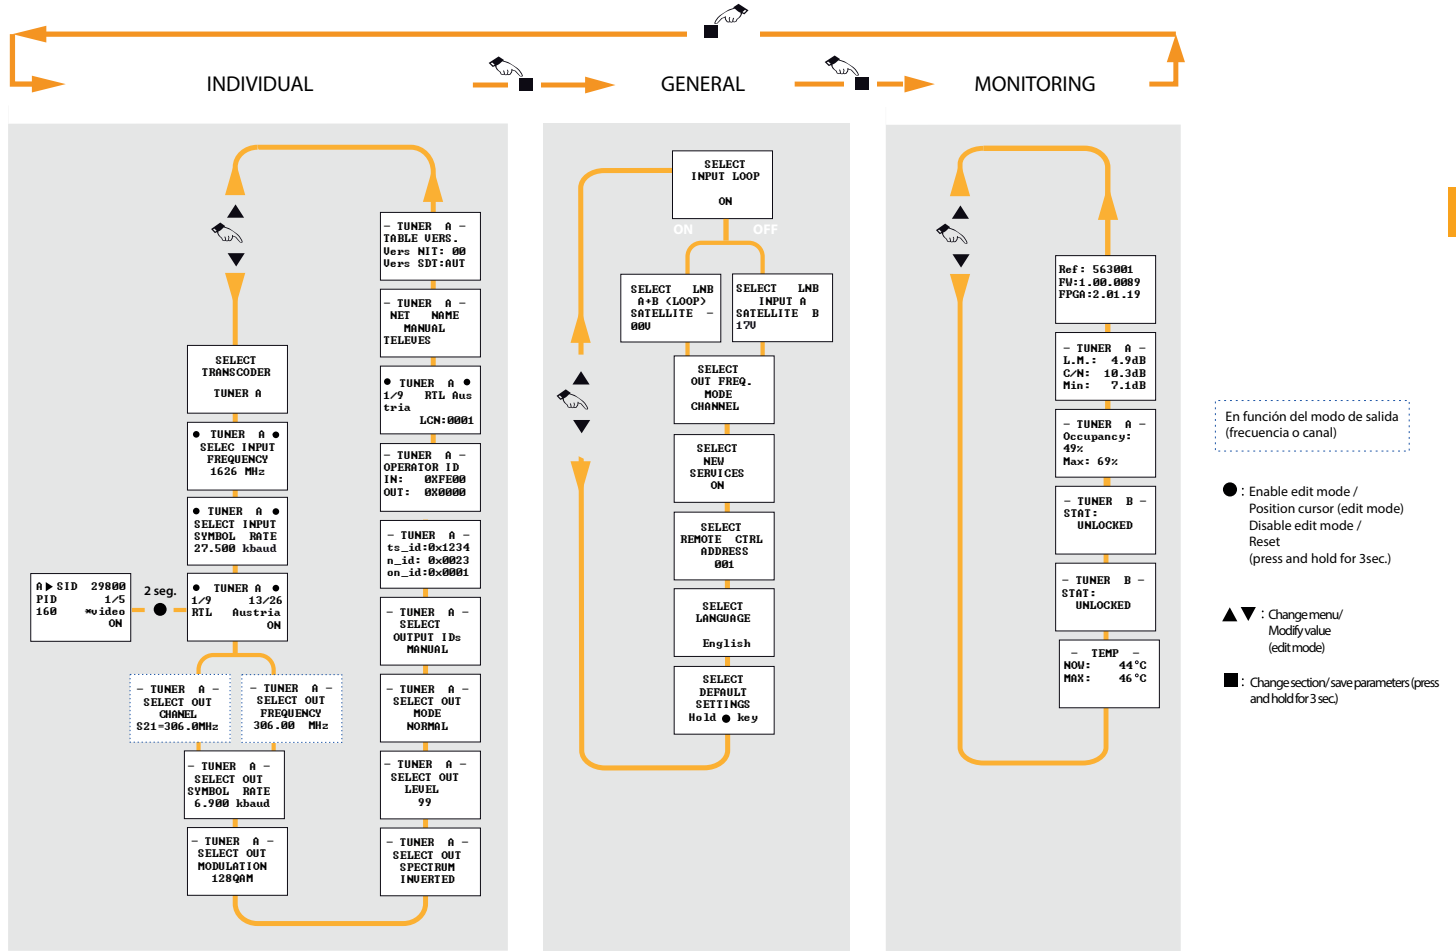 INDIVIDUAL
GENERAL
MONITORING
SELECT
TRANSCODER
TUNER A
● TUNER A ●
SELEC INPUT
FREQUENCY
1626 MHz
● TUNER A ●
SELECT INPUT
SYMBOL RATE
27.500 kbaud
A▶SID 29800
PID 1/5
160 *video
ON
2 seg.
● TUNER A ●
1/9 13/26
RTL Austria
ON
- TUNER A -
SELECT OUT
CHANEL
S21=306.0MHz
- TUNER A -
SELECT OUT
FREQUENCY
306.00 MHz
- TUNER A -
SELECT OUT
SYMBOL RATE
6.900 kbaud
- TUNER A -
SELECT OUT
MODULATION
128QAM
- TUNER A -
TABLE VERS.
Vers NIT: 00
Vers SDT:AUT
- TUNER A -
NET NAME
MANUAL
TELEVES
● TUNER A ●
1/9 RTL Aus
tria
LCN:0001
- TUNER A -
OPERATOR ID
IN: 0XFE00
OUT: 0X0000
- TUNER A -
ts_id:0x1234
n_id: 0x0023
on_id:0x0001
- TUNER A -
SELECT
OUTPUT IDs
MANUAL
- TUNER A -
SELECT OUT
MODE
NORMAL
- TUNER A -
SELECT OUT
LEVEL
99
- TUNER A -
SELECT OUT
SPECTRUM
INVERTED
SELECT
INPUT LOOP
ON
ON
OFF
SELECT LNB
A+B <LOOP>
SATELLITE -
00V
SELECT LNB
INPUT A
SATELLITE B
17V
SELECT
OUT FREQ.
MODE
CHANNEL
SELECT
NEW
SERVICES
ON
SELECT
REMOTE CTRL
ADDRESS
001
SELECT
LANGUAGE
English
SELECT
DEFAULT
SETTINGS
Hold ● key
Ref: 563001
FW:1.00.0089
FPGA:2.01.19
- TUNER A -
L.M.: 4.9dB
C/N: 10.3dB
Min: 7.1dB
- TUNER A -
Occupancy:
49%
Max: 69%
- TUNER B -
STAT:
UNLOCKED
- TUNER B -
STAT:
UNLOCKED
- TEMP -
NOW: 44°C
MAX: 46°C
En función del modo de salida
(frecuencia o canal)
● : Enable edit mode /
Position cursor (edit mode)
Disable edit mode /
Reset
(press and hold for 3sec.)
▲▼ : Change menu/
Modify value
(edit mode)
■ : Change section/ save parameters (press
and hold for 3 sec.)